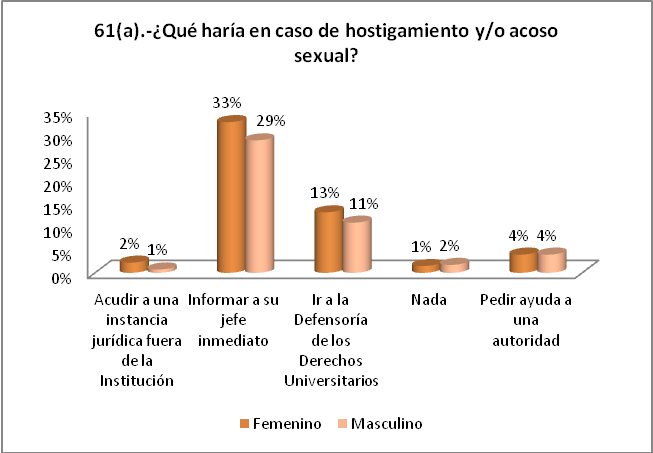 61(a).-¿Qué haría en caso de hostigamiento y/o acoso
sexual?
35%
30%
25%
20%
15%
10%
5%
0%
2%
1%
33%
29%
13%
11%
1%
2%
4%
4%
Acudir a una
instancia
jurídica fuera
de la
Institución
Informar a su
jefe
inmediato
Ir a la
Defensoría
de los
Derechos
Universitarios
Nada
Pedir ayuda a
una
autoridad
Femenino
Masculino